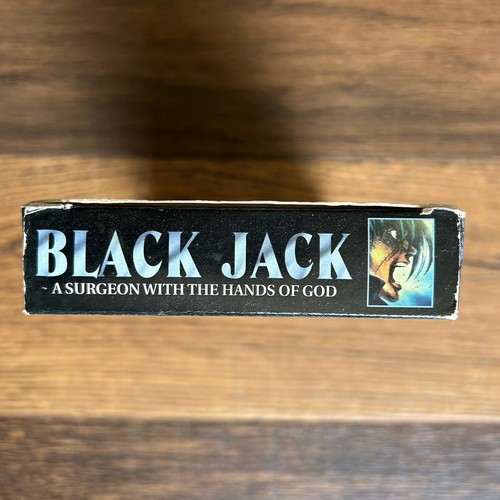 BLACK JACK
A SURGEON WITH THE HANDS OF GOD